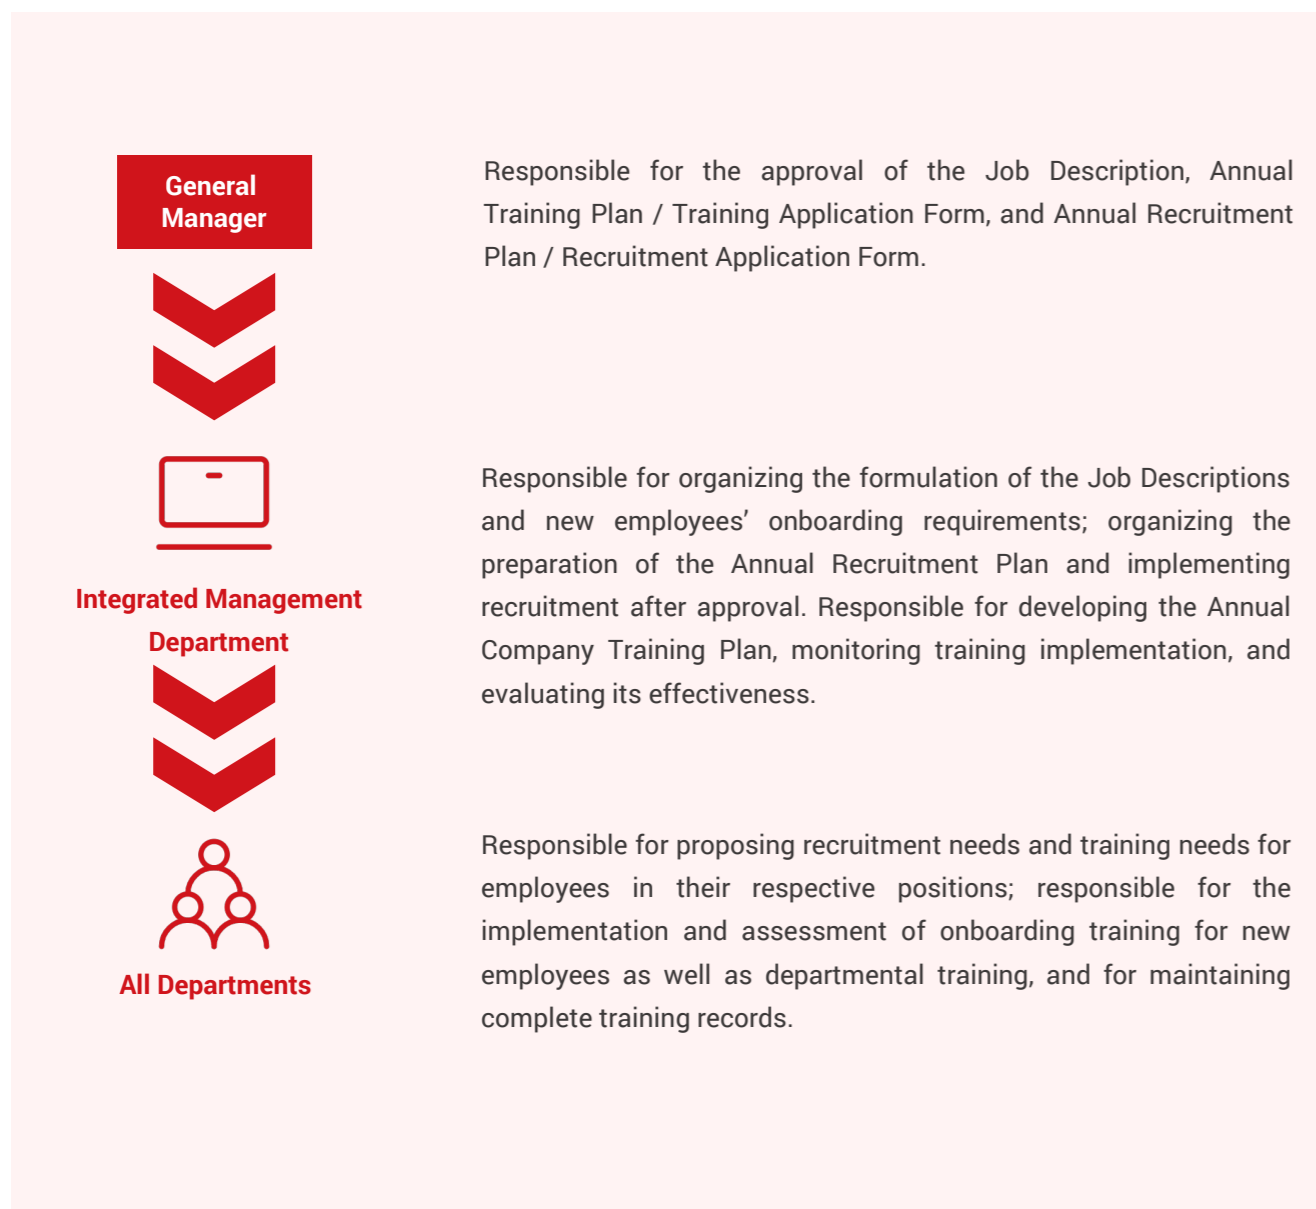 General
Manager
Responsible for the approval of the Job Description, Annual
Training Plan / Training Application Form, and Annual Recruitment
Plan / Recruitment Application Form.
Integrated Management
Department
Responsible for organizing the formulation of the Job Descriptions
and new employees’ onboarding requirements; organizing the
preparation of the Annual Recruitment Plan and implementing
recruitment after approval. Responsible for developing the Annual
Company Training Plan, monitoring training implementation, and
evaluating its effectiveness.
All Departments
Responsible for proposing recruitment needs and training needs for
employees in their respective positions; responsible for the
implementation and assessment of onboarding training for new
employees as well as departmental training, and for maintaining
complete training records.